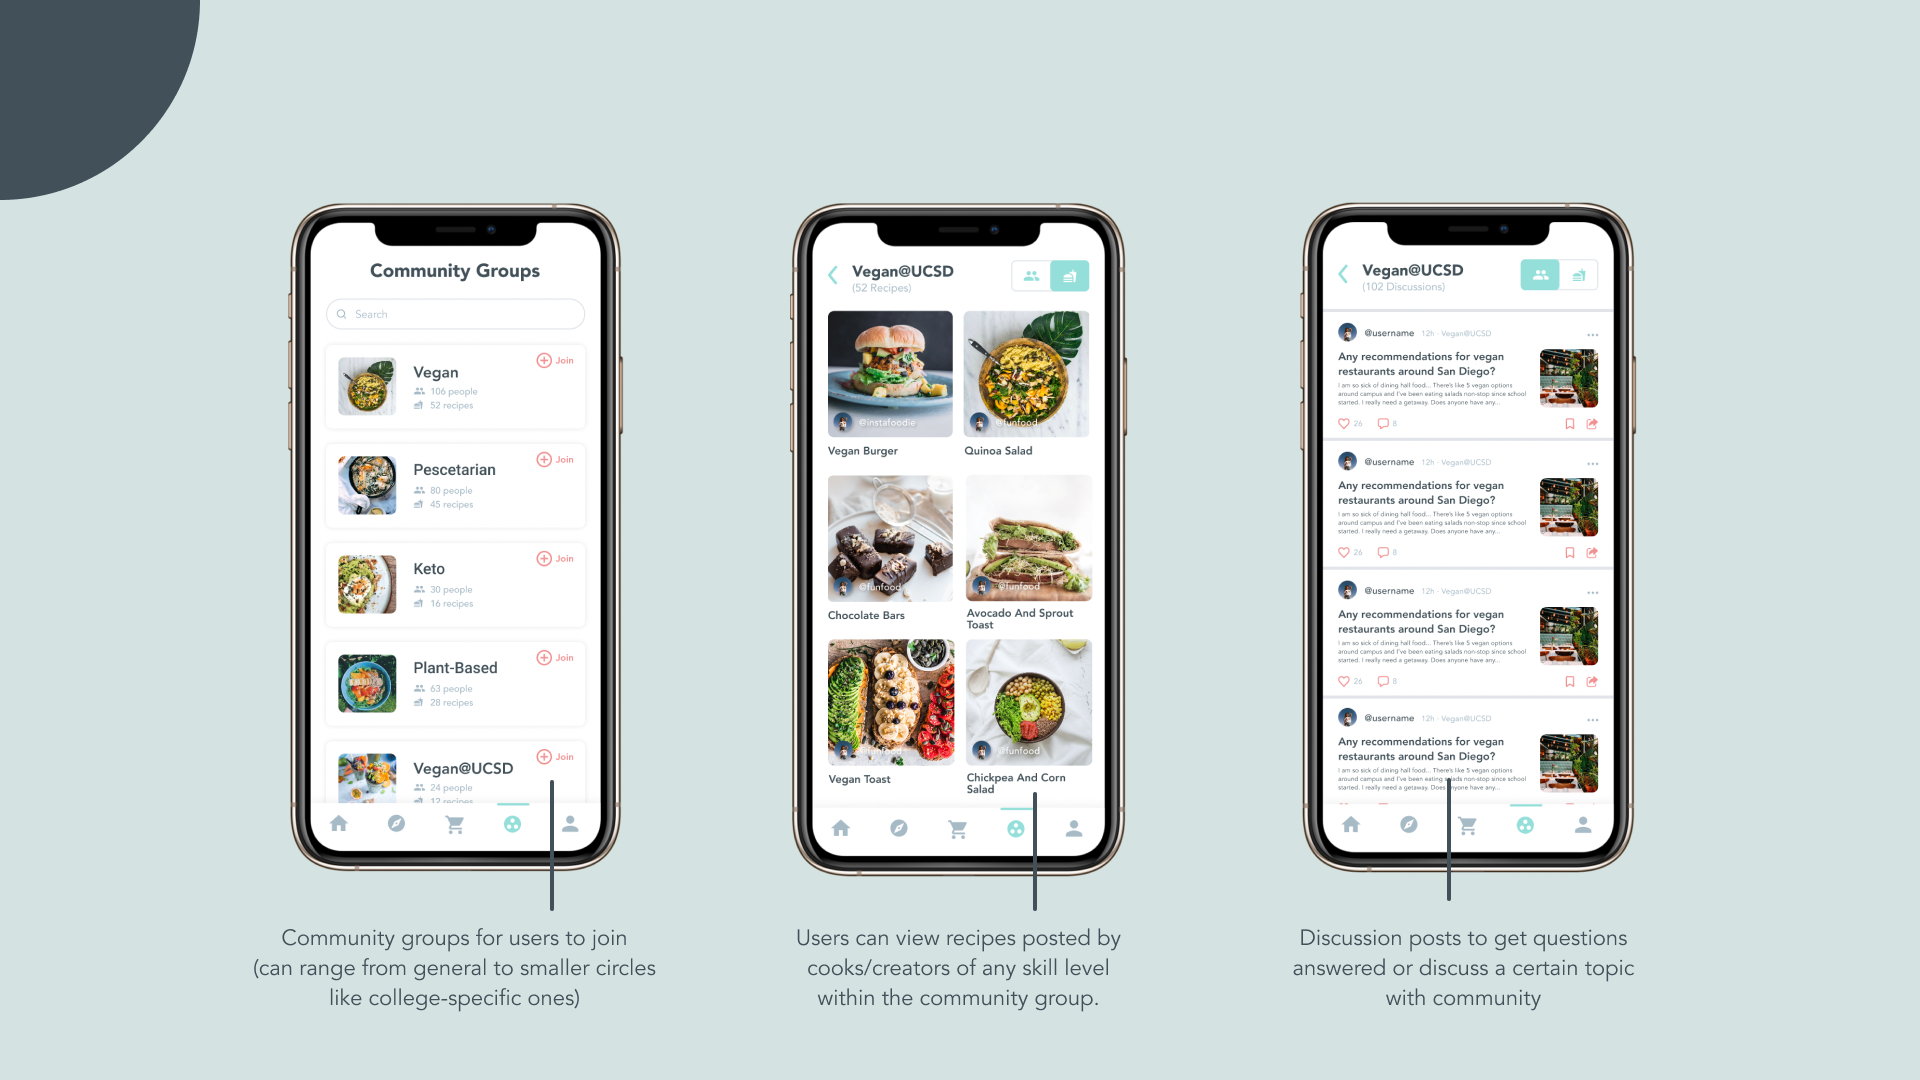 Community Groups
Search
Join
Vegan
106 people
52 recipes
Join
Pescetarian
80 people
45 recipes
Join
Keto
30 people
16 recipes
Join
Plant-Based
63 people
28 recipes
Join
Vegan@UCSD
24 people
12 recipes
Community groups for users to join
(can range from general to smaller circles
like college-specific ones)
Vegan@UCSD
(52 Recipes)
@instafoodie
@funfood
Vegan Burger
Quinoa Salad
@funfood
@funfood
Chocolate Bars
Avocado And Sprout
Toast
@funfood
@funfood
Vegan Toast
Chickpea And Corn
Salad
Users can view recipes posted by
cooks/creators of any skill level
within the community group.
Vegan@UCSD
(102 Discussions)
@username 12h · Vegan@UCSD
Any recommendations for vegan
restaurants around San Diego?
I am so sick of dining hall food... There's like 5 vegan options
around campus and I've been eating salads non-stop since school
started. I really need a getaway. Does anyone have any...
26 8
@username 12h · Vegan@UCSD
Any recommendations for vegan
restaurants around San Diego?
I am so sick of dining hall food... There's like 5 vegan options
around campus and I've been eating salads non-stop since school
started. I really need a getaway. Does anyone have any...
26 8
@username 12h · Vegan@UCSD
Any recommendations for vegan
restaurants around San Diego?
I am so sick of dining hall food... There's like 5 vegan options
around campus and I've been eating salads non-stop since school
started. I really need a getaway. Does anyone have any...
26 8
@username 12h · Vegan@UCSD
Any recommendations for vegan
restaurants around San Diego?
I am so sick of dining hall food... There's like 5 vegan options
around campus and I've been eating salads non-stop since school
started. I really need a getaway. Does anyone have any...
Discussion posts to get questions
answered or discuss a certain topic
with community